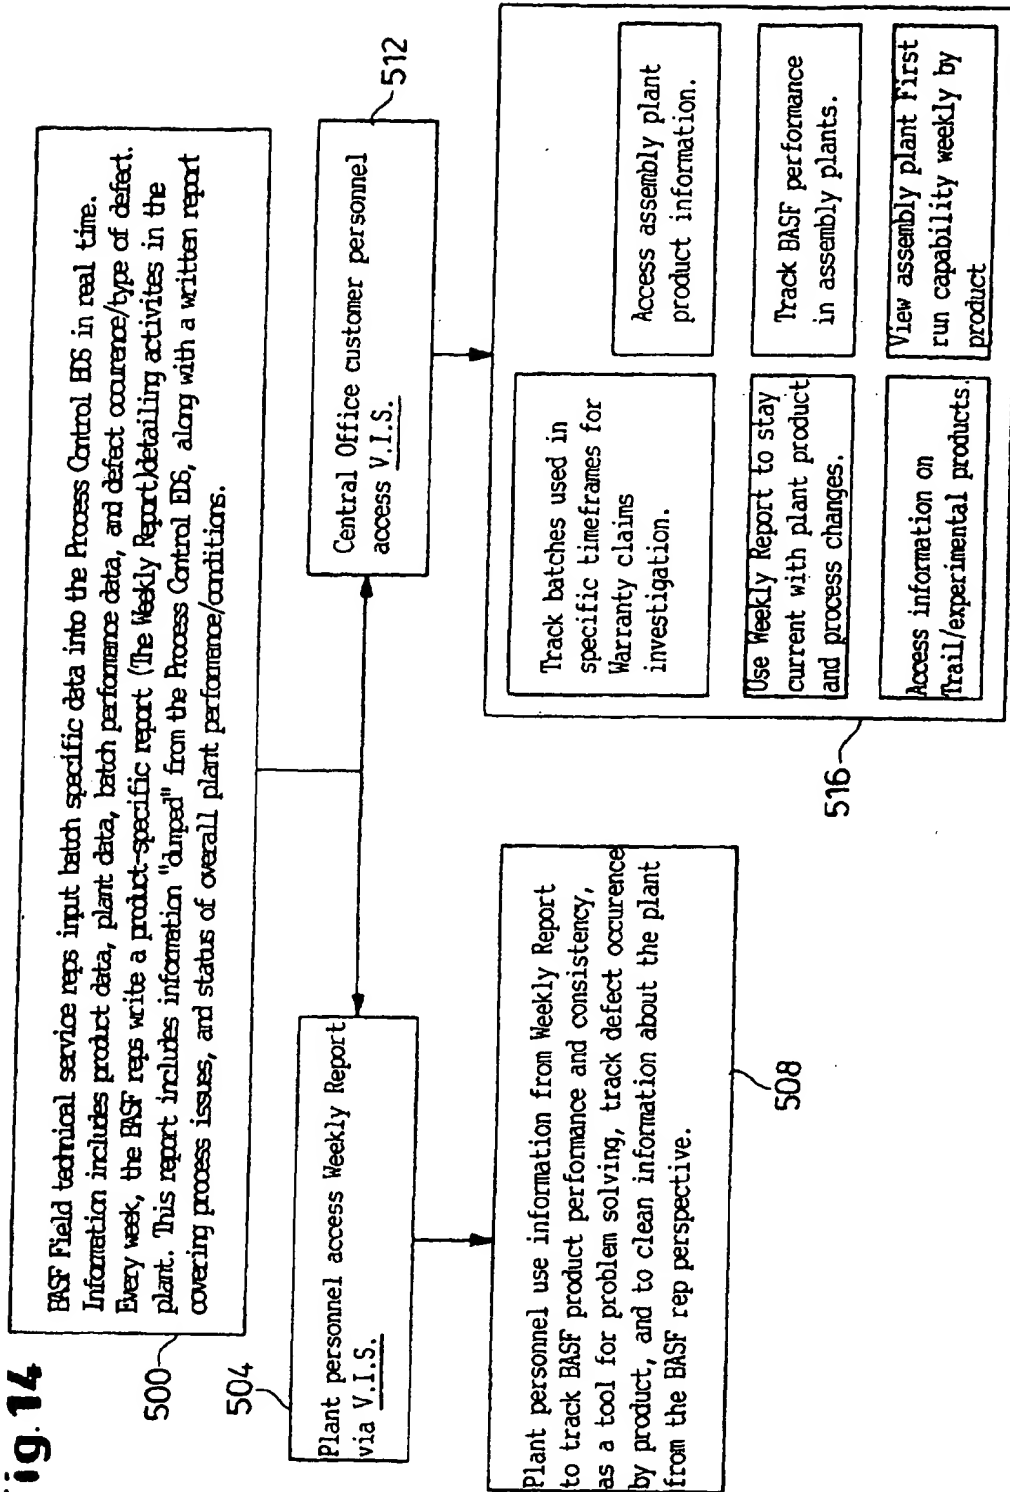 Fig.14
BASF Field technical service reps input batch specific data into the Process Control EDS in real time.
Information includes product data, plant data, batch performance data, and defect occurence/type of defect.
Every week, the BASF reps write a product-specific report (The Weekly Report)detailing activites in the
plant. This report includes information "dumped" from the Process Control EDS, along with a written report
covering process issues, and status of overall plant performance/conditions.
500
504
Plant personnel access Weekly Report
via V.I.S.
Central Office customer personnel
access V.I.S.
512
Plant personnel use information from Weekly Report
to track BASF product performance and consistency,
as a tool for problem solving, track defect occurence
by product, and to clean information about the plant
from the BASF rep perspective.
508
516
Track batches used in
specific timeframes for
Warranty claims
investigation.
Access assembly plant
product information.
Use Weekly Report to stay
current with plant product
and process changes.
Track BASF performance
in assembly plants.
Access information on
Trail/experimental products.
View assembly plant First
run capability weekly by
product